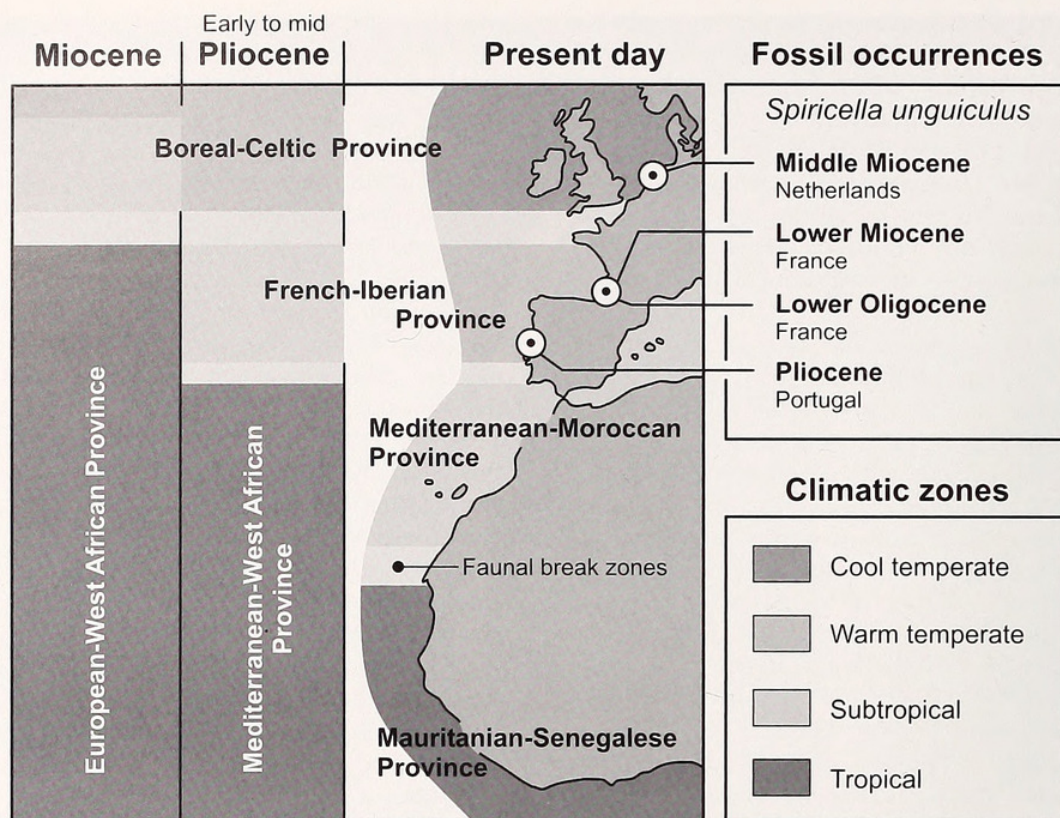 Early to mid
Miocene
Pliocene
Present day
Boreal-Celtic Province
French-Iberian
Province
Mediterranean-Moroccan
Province
Faunal break zones
Mauritanian-Senegalese
Province
European-West African Province
Mediterranean-West African
Province
Fossil occurrences
Spiricella unguiculus
Middle Miocene
Netherlands
Lower Miocene
France
Lower Oligocene
France
Pliocene
Portugal
Climatic zones
Cool temperate
Warm temperate
Subtropical
Tropical